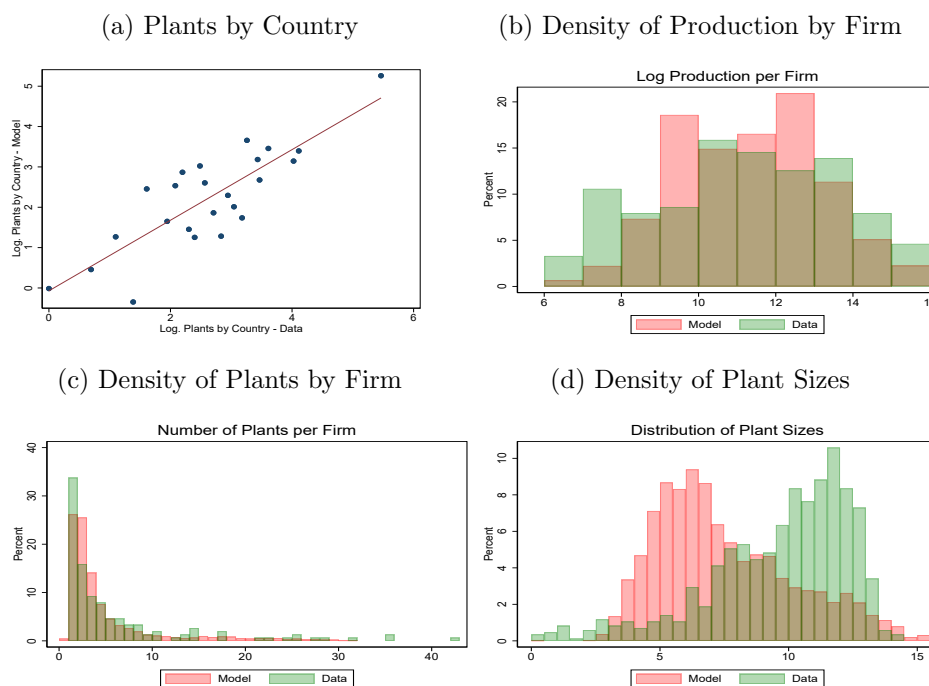 (a) Plants by Country
(b) Density of Production by Firm
Log. Plants by Country - Model
0 1 2 3 4 5
0 2 4 6
Log. Plants by Country - Data
Log Production per Firm
Percent
0 5 10 15 20
6 8 10 12 14
Model Data
(c) Density of Plants by Firm
(d) Density of Plant Sizes
Number of Plants per Firm
Percent
0 10 20 30 40
0 10 20 30 40
Model Data
Distribution of Plant Sizes
Percent
0 2 4 6 8 10
0 5 10 15
Model Data